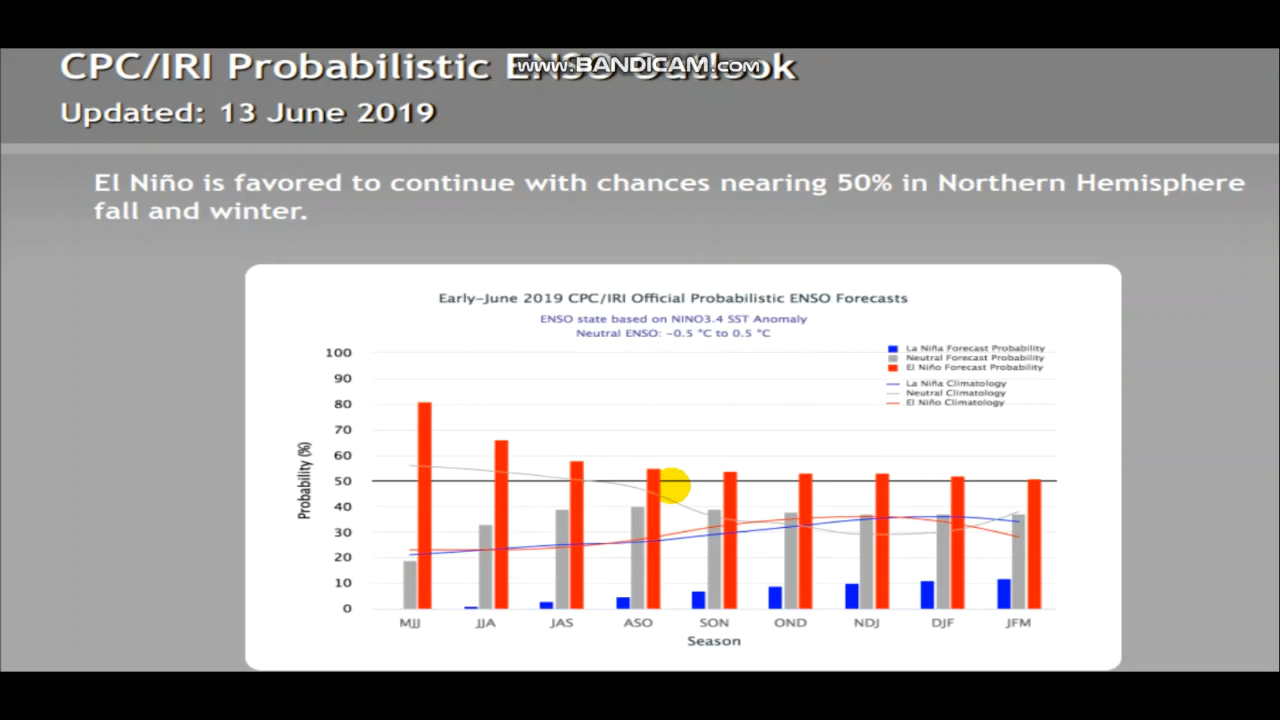 CPC/IRI Probabilistic ENSO Outlook
www.BANDICAM.com
Updated: 13 June 2019
El Niño is favored to continue with chances nearing 50% in Northern Hemisphere
fall and winter.
Early-June 2019 CPC/IRI Official Probabilistic ENSO Forecasts
ENSO state based on NINO3.4 SST Anomaly
Neutral ENSO: -0.5 °C to 0.5 °C
La Niña Forecast Probability
Neutral Forecast Probability
El Niño Forecast Probability
La Niña Climatology
Neutral Climatology
El Niño Climatology
Probability (%)
100
90
80
70
60
50
40
30
20
10
0
MJJ JJA JAS ASO SON OND NDJ DJF JFM
Season